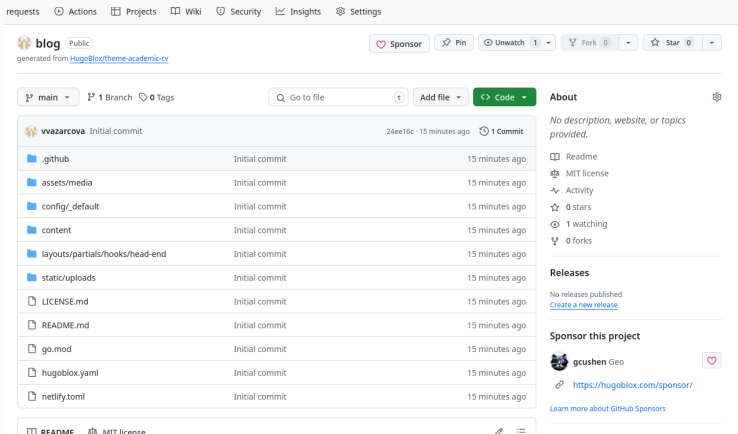 requests Actions Projects Wiki Security Insights Settings
blog Public
Sponsor Pin Unwatch 1 Fork 0 Star 0
generated from HugoBlox/theme-academic-cv
main 1 Branch 0 Tags Go to file t Add file Code
vvazarcova Initial commit 24ee16c · 15 minutes ago 1 Commit
.github Initial commit 15 minutes ago
assets/media Initial commit 15 minutes ago
config/_default Initial commit 15 minutes ago
content Initial commit 15 minutes ago
layouts/partials/hooks/head-end Initial commit 15 minutes ago
static/uploads Initial commit 15 minutes ago
LICENSE.md Initial commit 15 minutes ago
README.md Initial commit 15 minutes ago
go.mod Initial commit 15 minutes ago
hugoblox.yaml Initial commit 15 minutes ago
netlify.toml Initial commit 15 minutes ago
README MIT license
About
No description, website, or topics
provided.
Readme
MIT license
Activity
0 stars
1 watching
0 forks
Releases
No releases published
Create a new release
Sponsor this project
gcushen Geo
https://hugoblox.com/sponsor/
Learn more about GitHub Sponsors